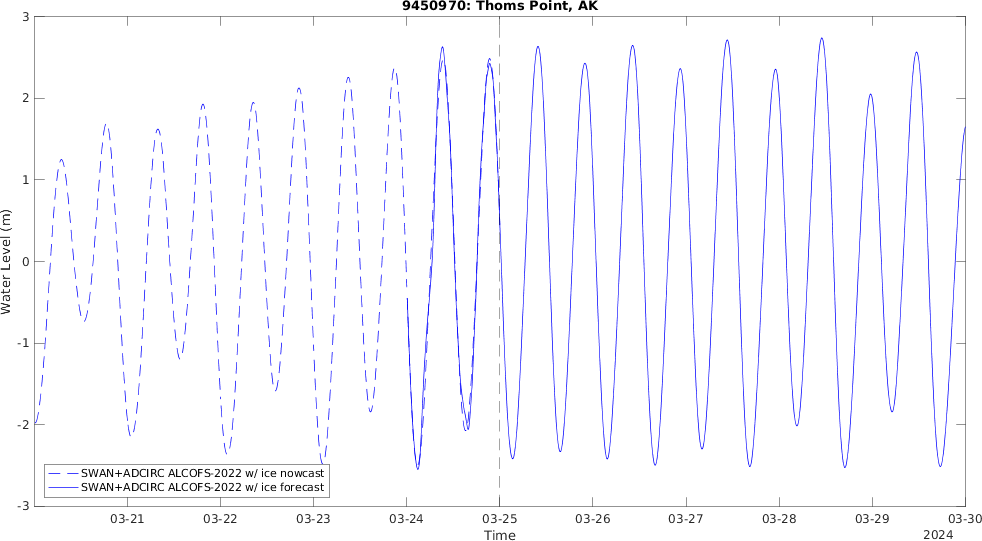 9450970: Thoms Point, AK
3
2
1
0
-1
-2
-3
Water Level (m)
SWAN+ADCIRC ALCOFS-2022 w/ ice nowcast
SWAN+ADCIRC ALCOFS-2022 w/ ice forecast
03-21 03-22 03-23 03-24 03-25 03-26 03-27 03-28 03-29 03-30
Time
2024